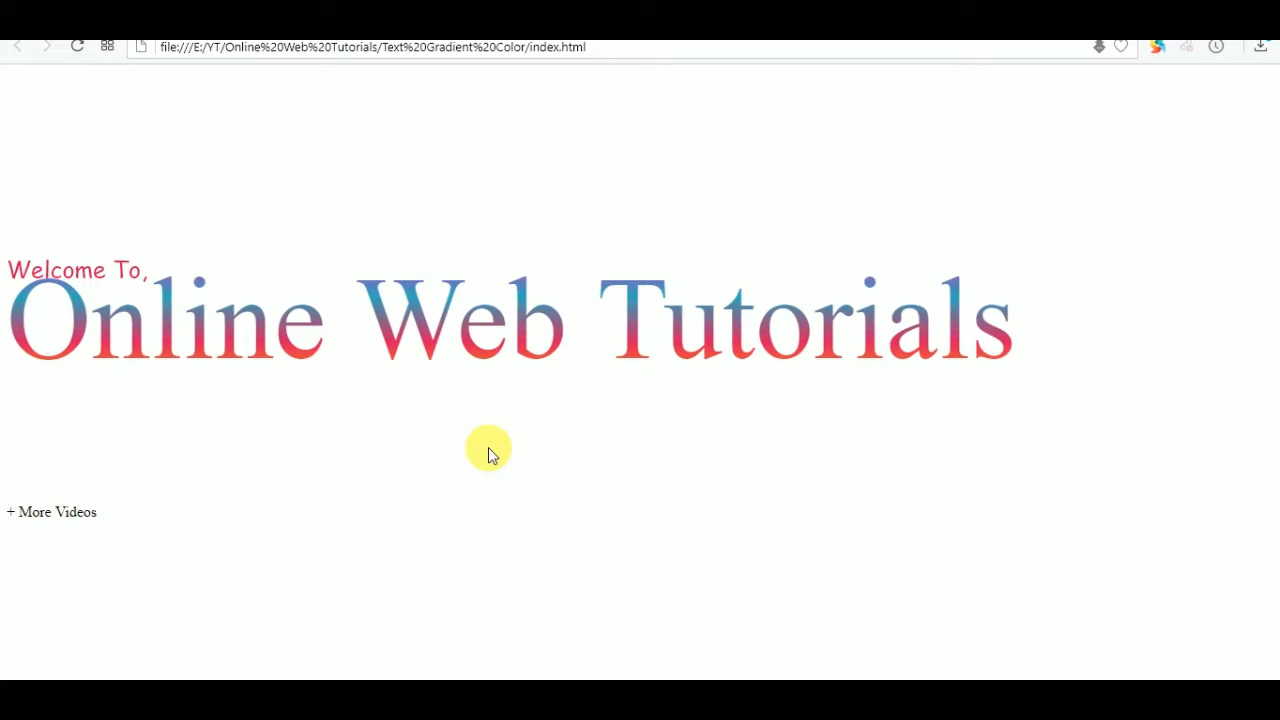 file:///E:/YT/Online%20Web%20Tutorials/Text%20Gradient%20Color/index.html
Welcome To,
Online Web Tutorials
+ More Videos